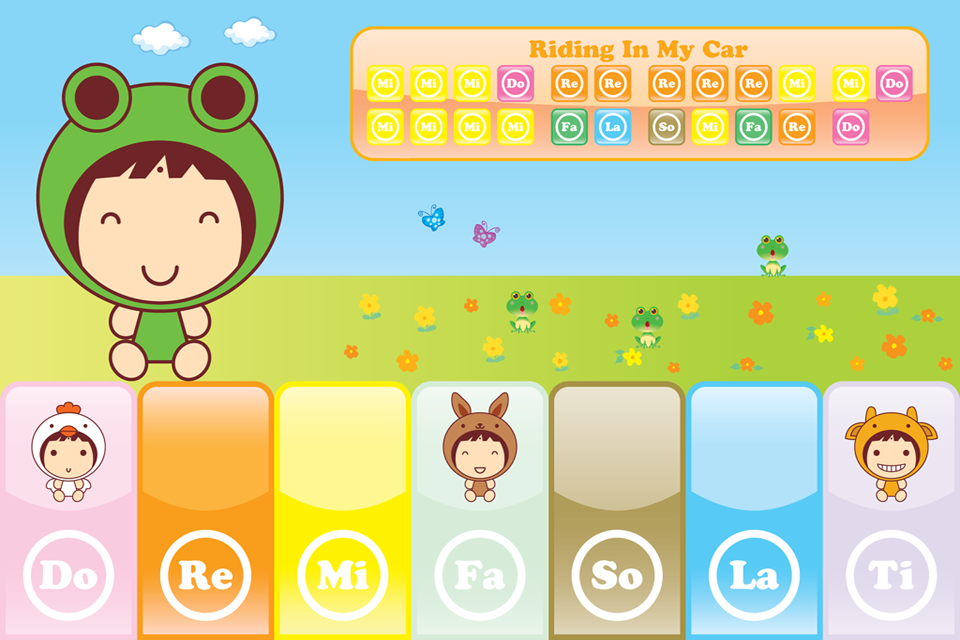 Riding In My Car
Mi Mi Mi Do Re Re Re Re Re Mi Mi Do
Mi Mi Mi Mi Fa La So Mi Fa Re Do
Do Re Mi Fa So La Ti